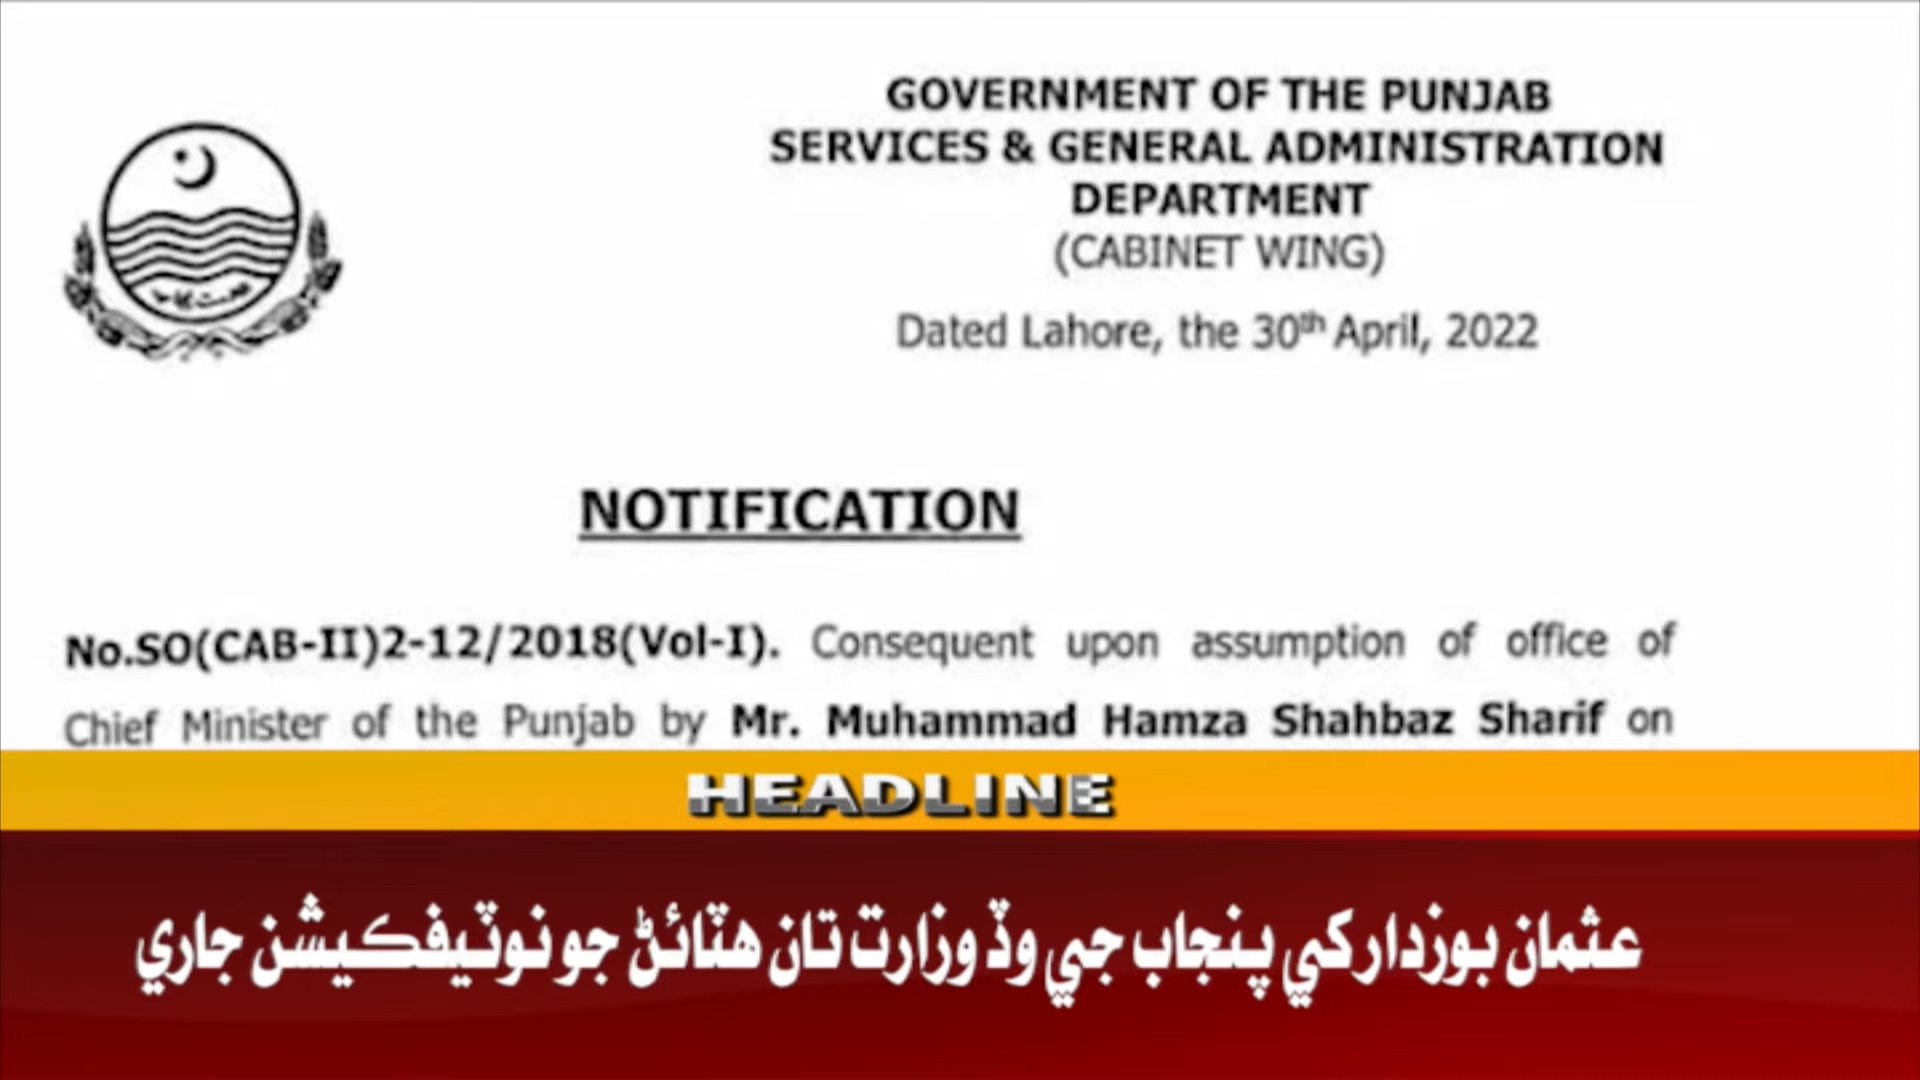 GOVERNMENT OF THE PUNJAB
SERVICES & GENERAL ADMINISTRATION
DEPARTMENT
(CABINET WING)
Dated Lahore, the 30th April, 2022
NOTIFICATION
No.SO(CAB-II)2-12/2018(Vol-I). Consequent upon assumption of office of
Chief Minister of the Punjab by Mr. Muhammad Hamza Shahbaz Sharif on
HEADLINE
عثمان بوزدار کي پنجاب جي وڏ وزارت تان هٽائڻ جو نوٽيفڪيشن جاري